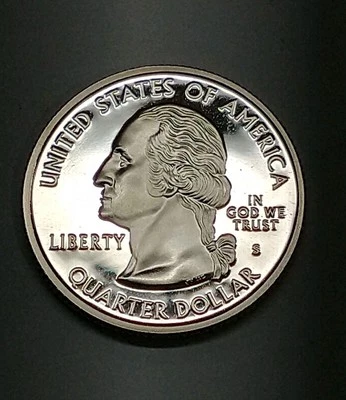 UNITED STATES OF AMERICA
LIBERTY
IN
GOD WE
TRUST
S
QUARTER DOLLAR